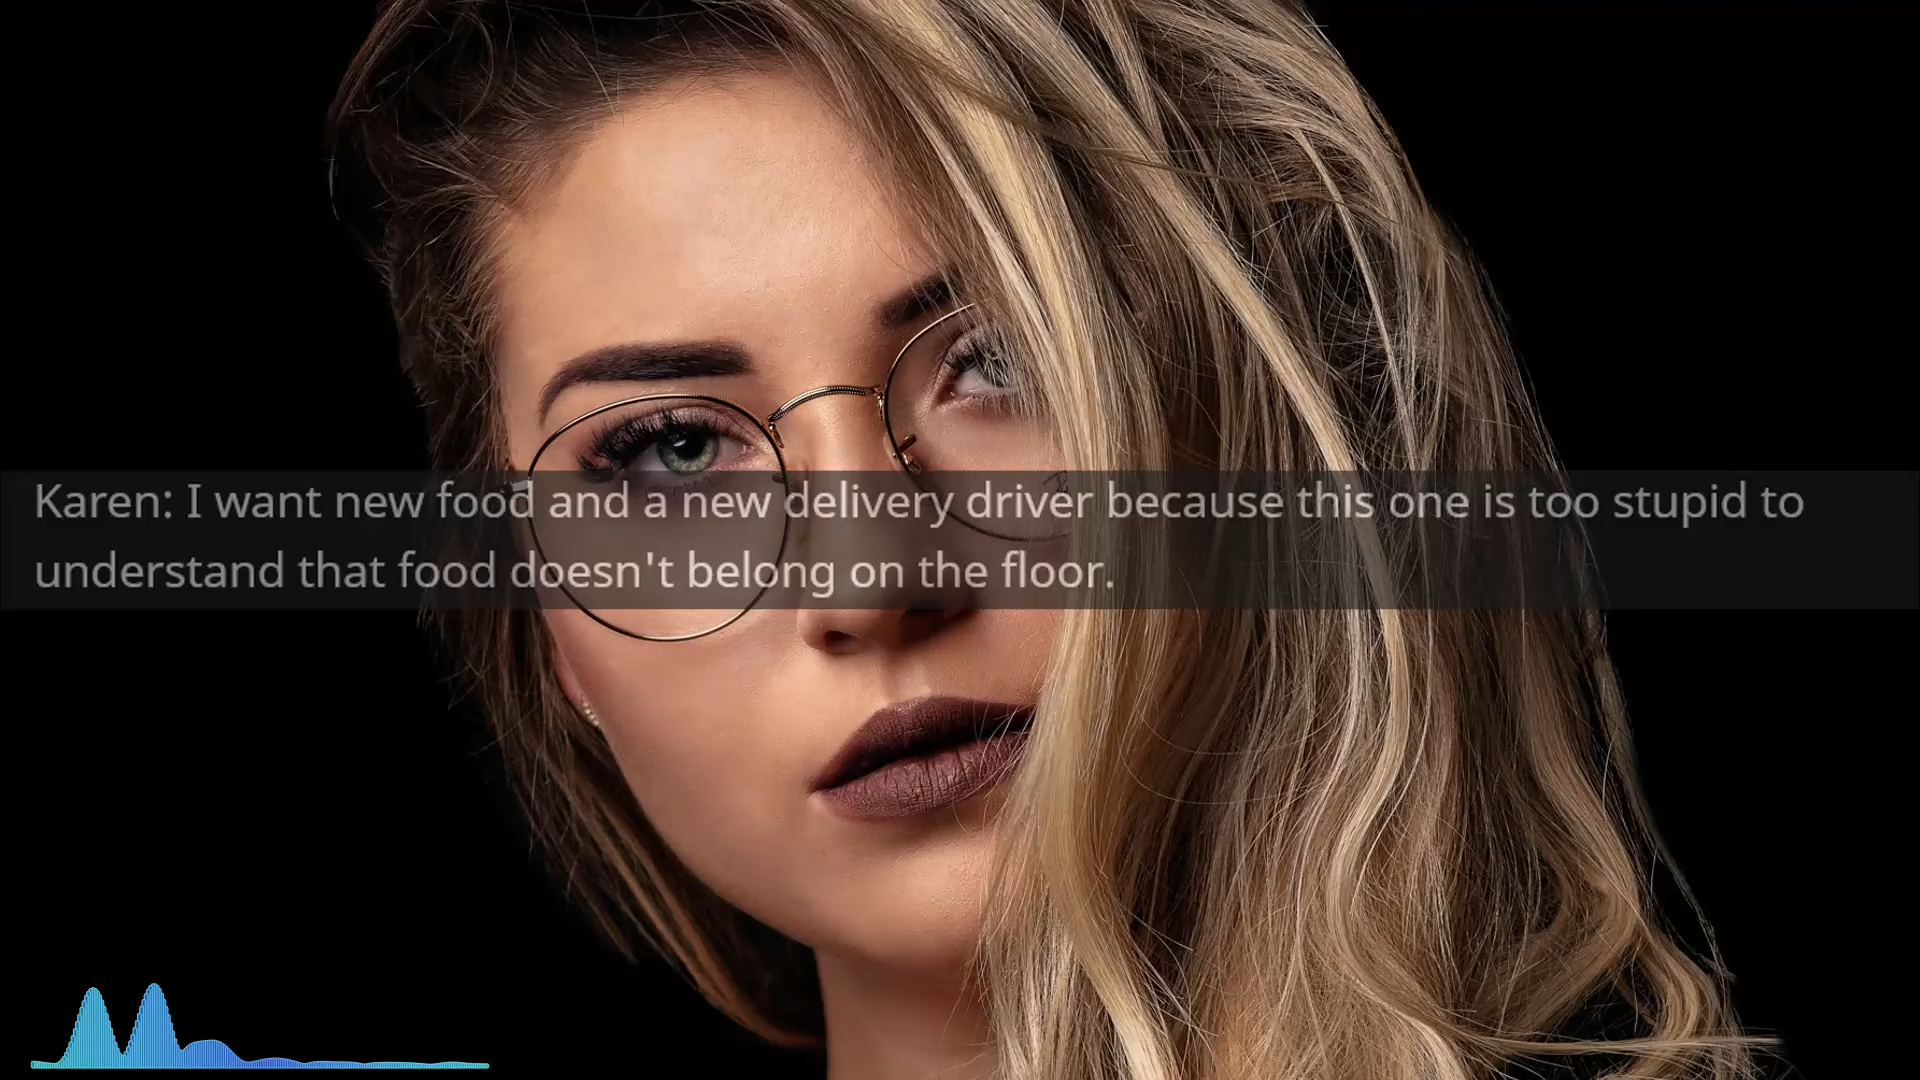 Karen: I want new food and a new delivery driver because this one is too stupid to
understand that food doesn't belong on the floor.